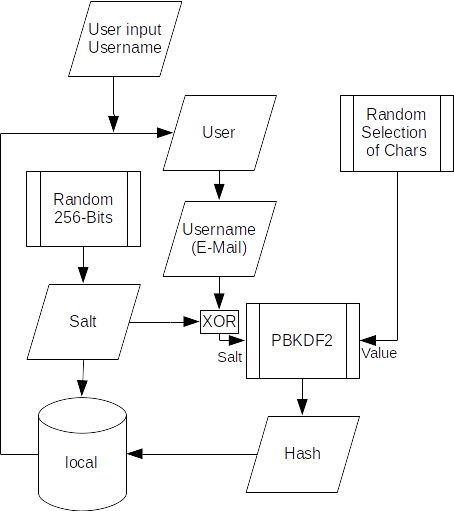 User input
Username
User
Random
Selection
of Chars
Random
256-Bits
Username
(E-Mail)
Salt
XOR
Salt
PBKDF2
Value
local
Hash